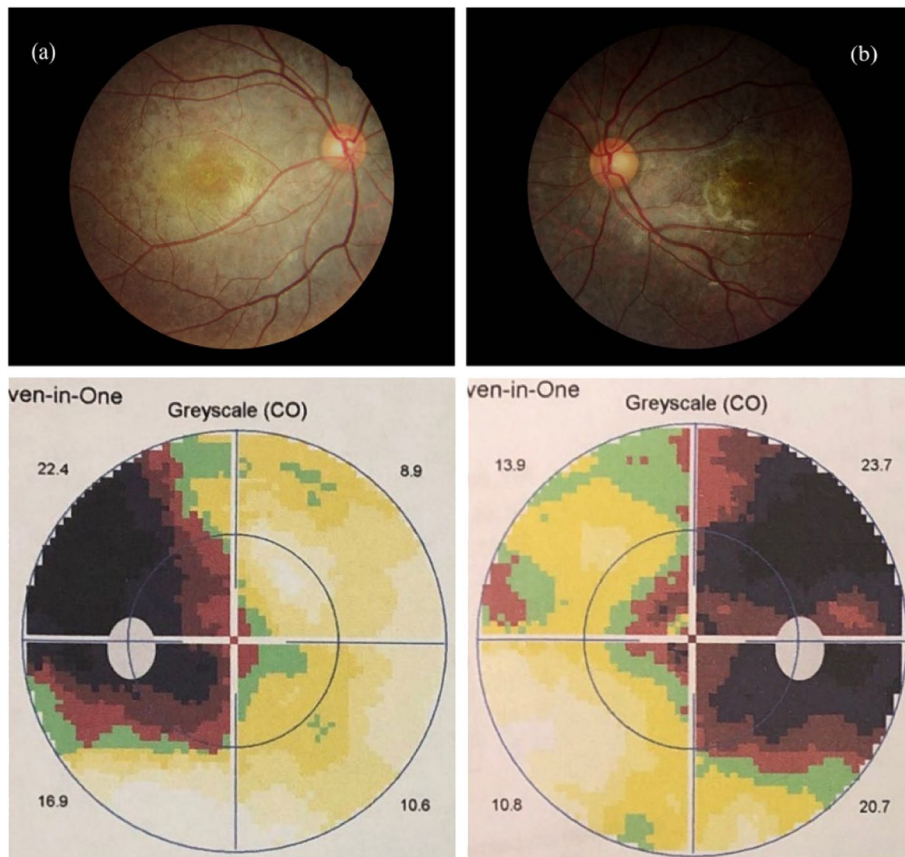 (a)
(b)
ven-in-One
Greyscale (CO)
22.4
8.9
16.9
10.6
ven-in-One
Greyscale (CO)
13.9
23.7
10.8
20.7